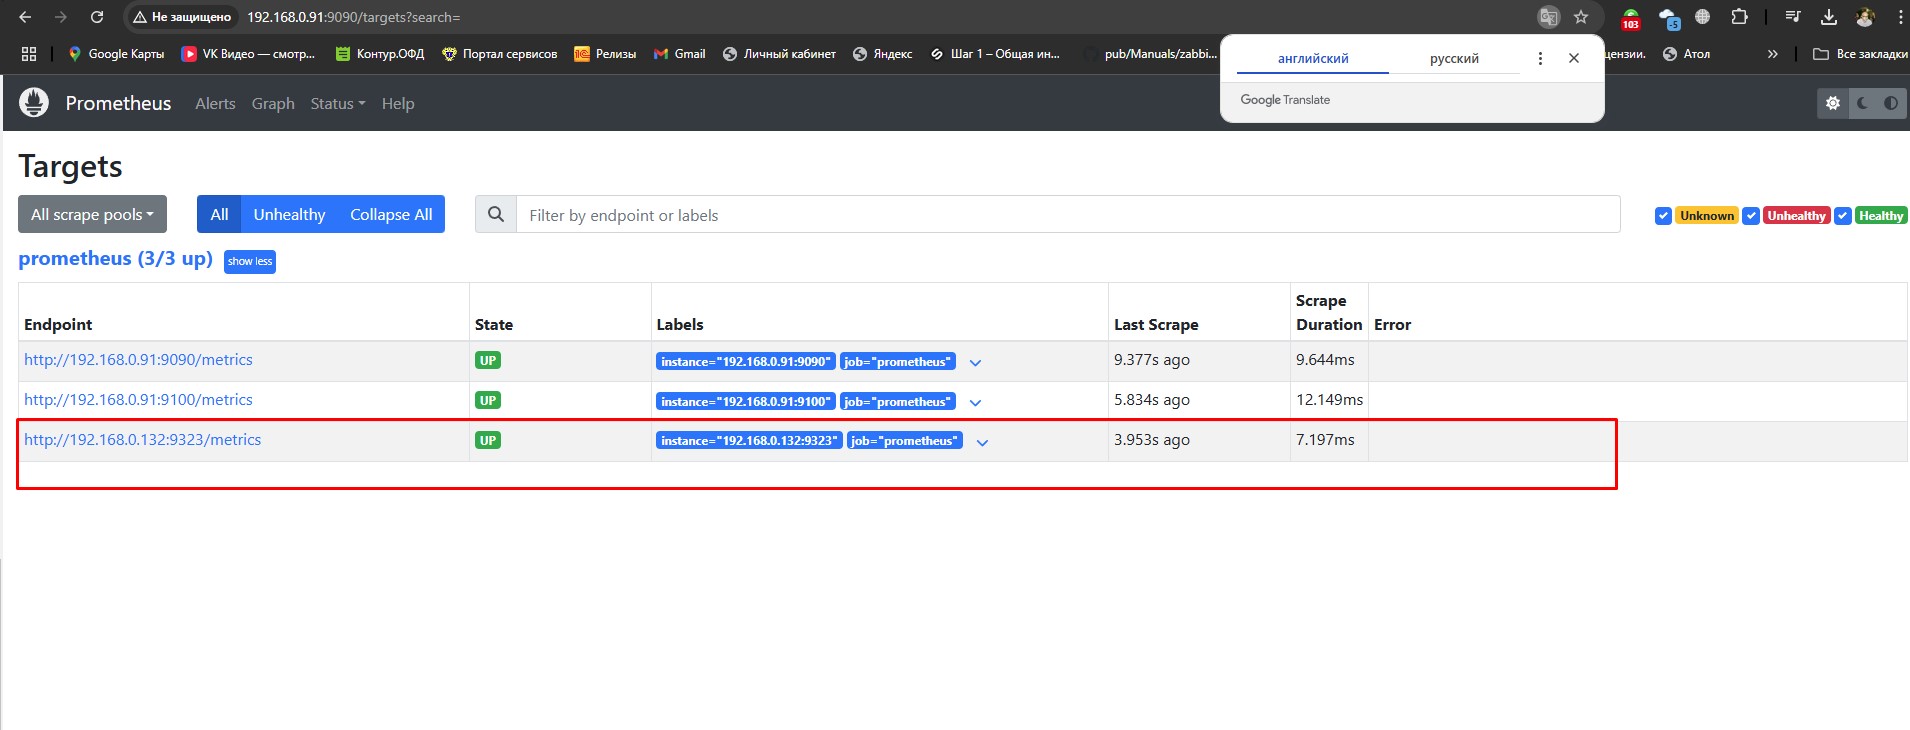 Не защищено 192.168.0.91:9090/targets?search=
103 -5
Google Карты VK Видео — смотр... Контур.ОФД Портал сервисов Релизы Gmail Личный кабинет Яндекс Шаг 1 – Общая ин... pub/Manuals/zabbi... цензии. Атол » Все закладки
английский русский
Google Translate
Prometheus Alerts Graph Status Help
Targets
All scrape pools All Unhealthy Collapse All Filter by endpoint or labels Unknown Unhealthy Healthy
prometheus (3/3 up) show less
Endpoint State Labels Last Scrape Scrape Duration Error
http://192.168.0.91:9090/metrics UP instance="192.168.0.91:9090" job="prometheus" 9.377s ago 9.644ms
http://192.168.0.91:9100/metrics UP instance="192.168.0.91:9100" job="prometheus" 5.834s ago 12.149ms
http://192.168.0.132:9323/metrics UP instance="192.168.0.132:9323" job="prometheus" 3.953s ago 7.197ms